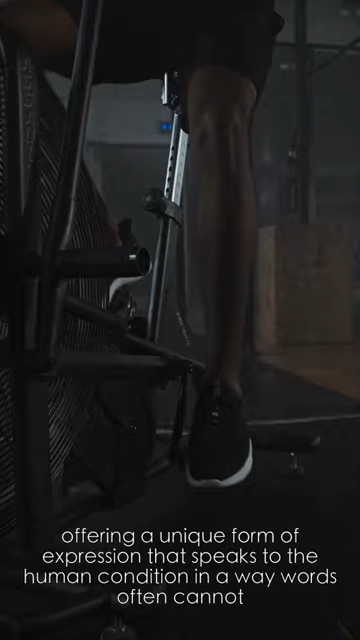 offering a unique form of
expression that speaks to the
human condition in a way words
often cannot